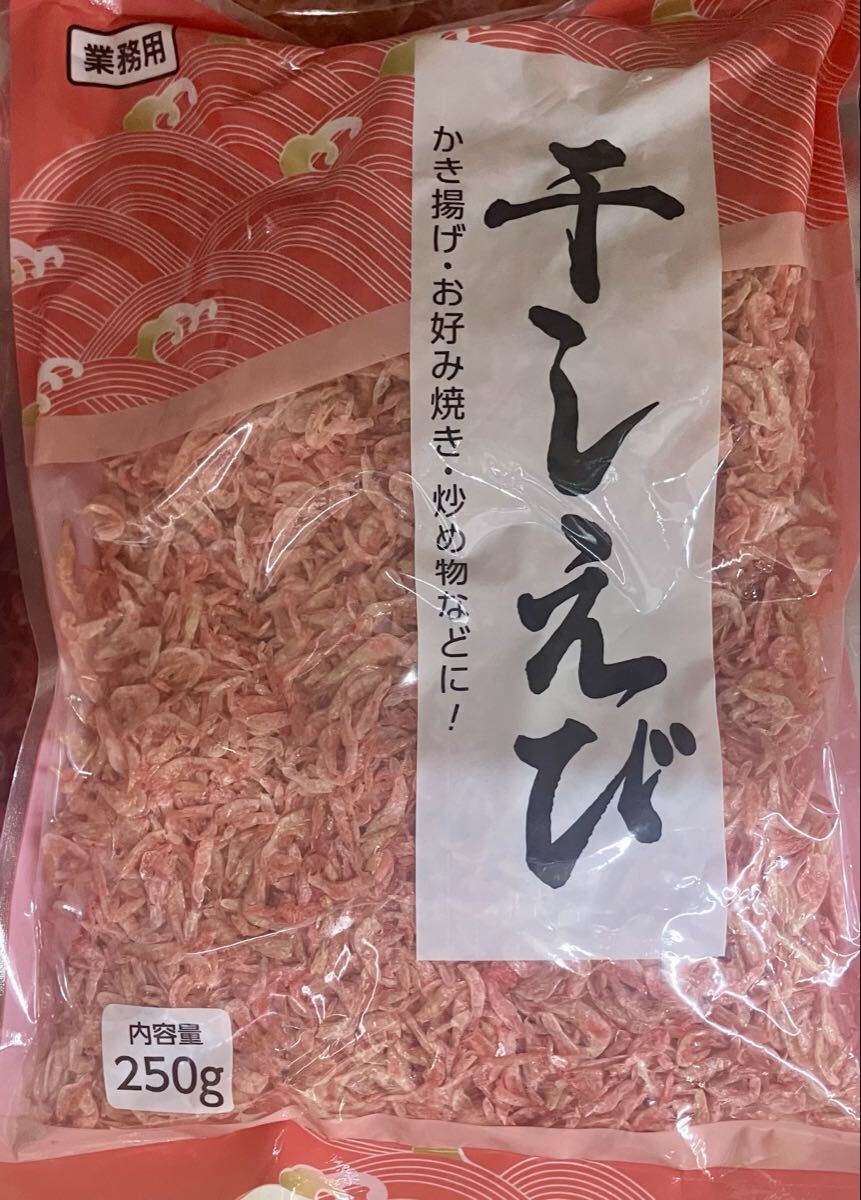 業務用
干しえび
かき揚げ・お好み焼き・炒め物などに！
内容量
250g